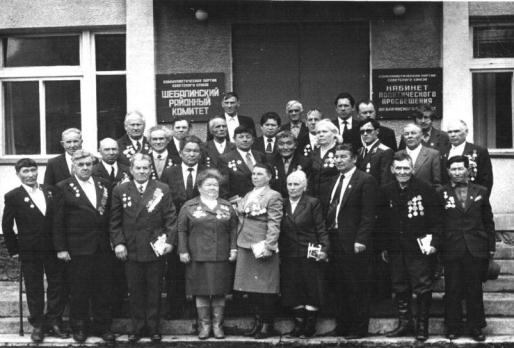 КОММУНИСТИЧЕСКАЯ ПАРТИЯ
СОВЕТСКОГО СОЮЗА
ШЕБАЛИНСКИЙ
РАЙОННЫЙ
КОМИТЕТ
КОММУНИСТИЧЕСКАЯ ПАРТИЯ
СОВЕТСКОГО СОЮЗА
КАБИНЕТ
ПОЛИТИЧЕСКОГО
ПРОСВЕЩЕНИЯ